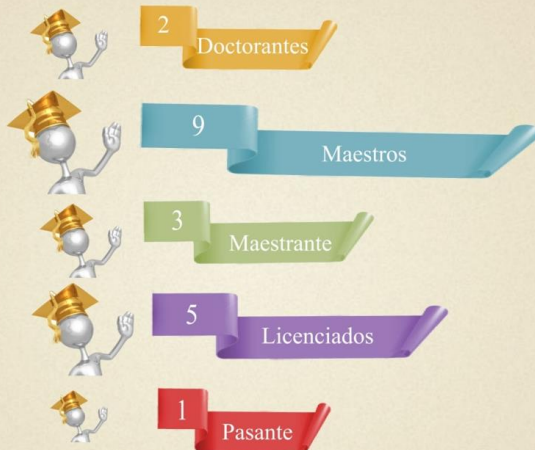 2
Doctorantes
9
Maestros
3
Maestrante
5
Licenciados
1
Pasante